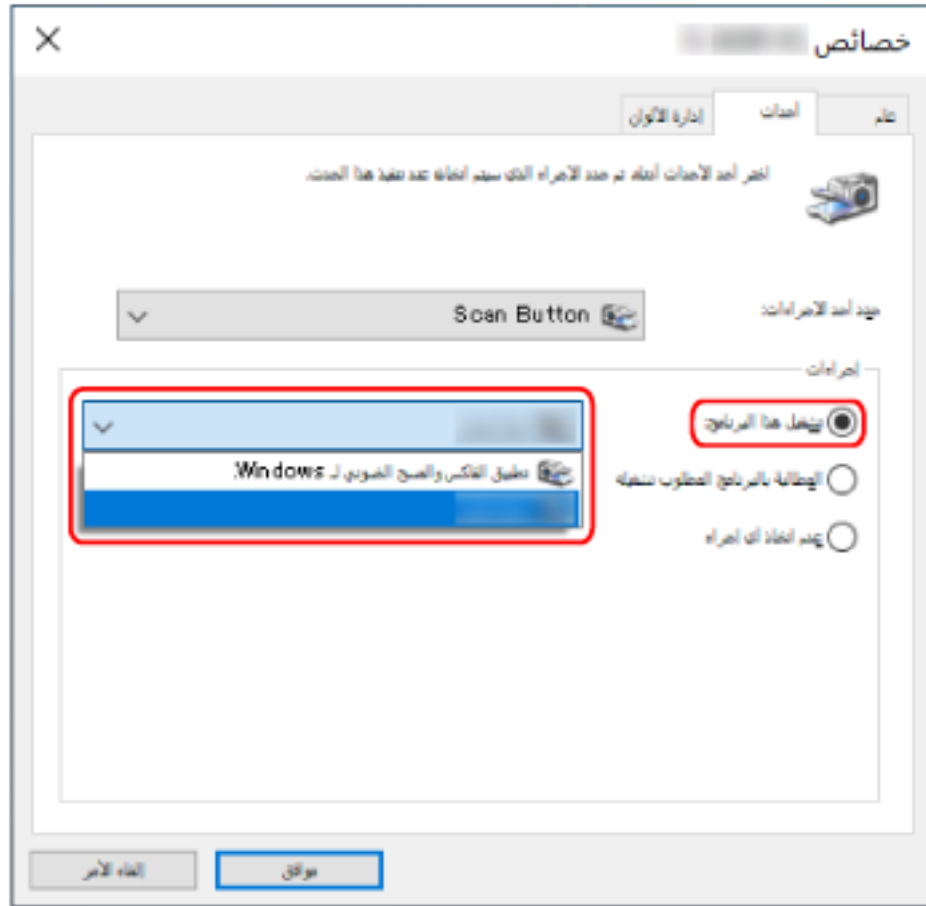 خصائص
عام
أحداث
إدارة الألوان
اختر أحد الأحداث أدناه، ثم حدد الإجراء الذي سيتم اتخاذه عند تنفيذ هذا الحدث.
حدد أحد الإجراءات:
Scan Button
إجراءات
تشغيل هذا البرنامج:
تطبيق الفاكس والمسح الضوئي لـ Windows.
المطالبة بالبرنامج المطلوب تشغيله
عدم اتخاذ أي إجراء
موافق
إلغاء الأمر